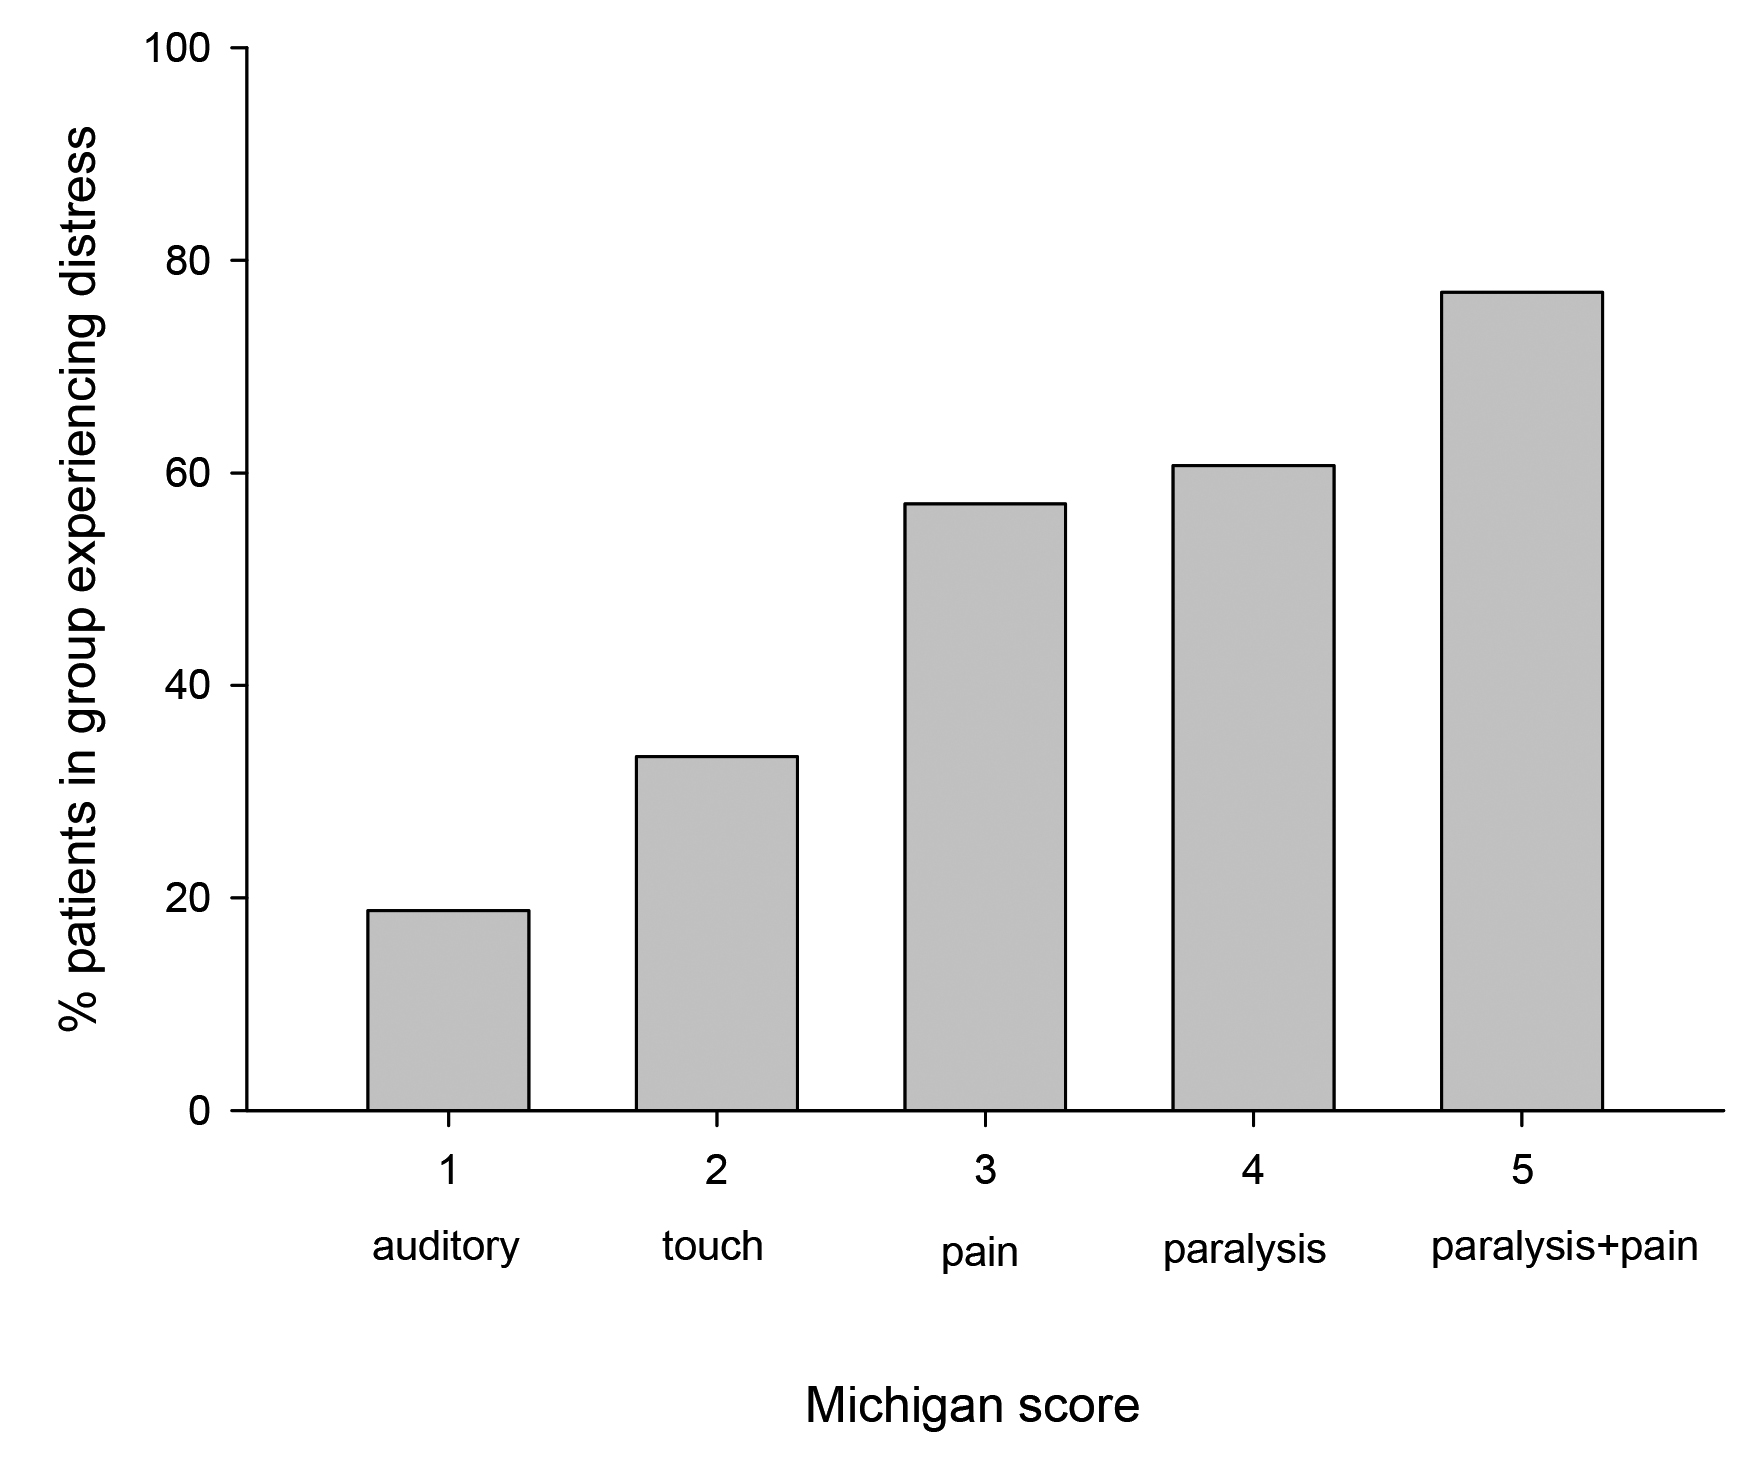 % patients in group experiencing distress
100
80
60
40
20
0
1 2 3 4 5
auditory touch pain paralysis paralysis+pain
Michigan score